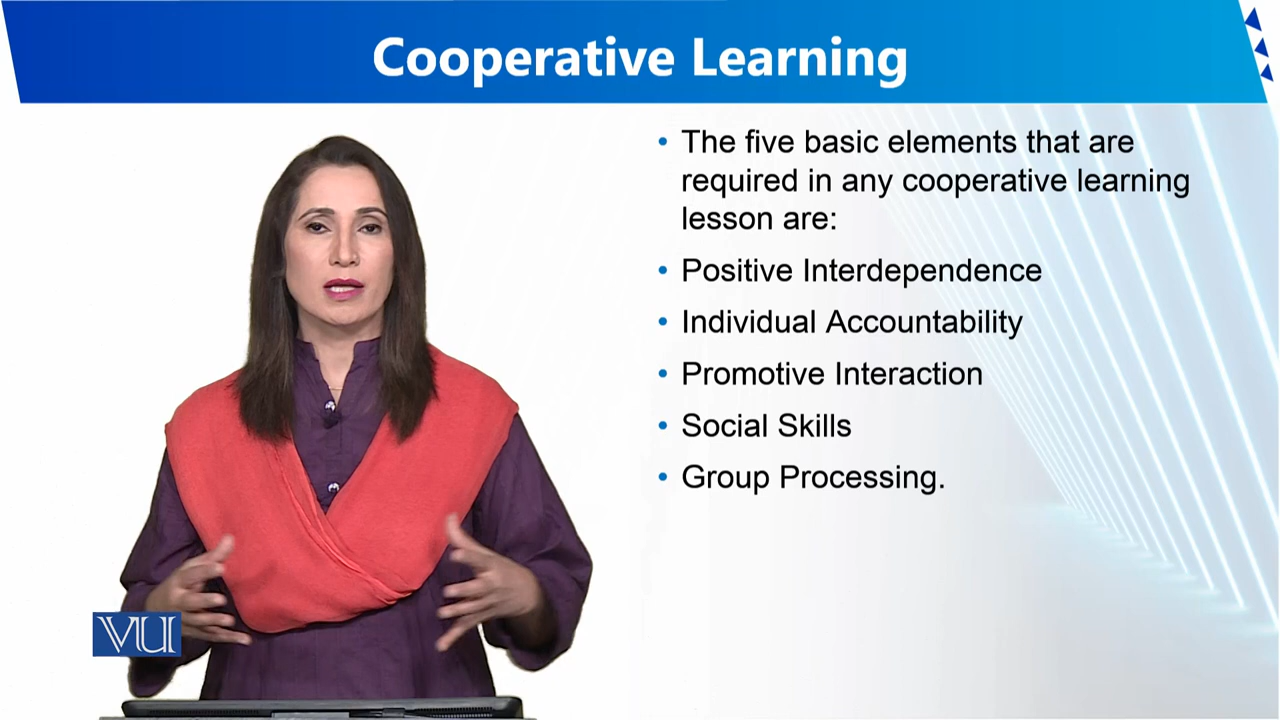 Cooperative Learning
• The five basic elements that are
required in any cooperative learning
lesson are:
• Positive Interdependence
• Individual Accountability
• Promotive Interaction
• Social Skills
• Group Processing.
VU